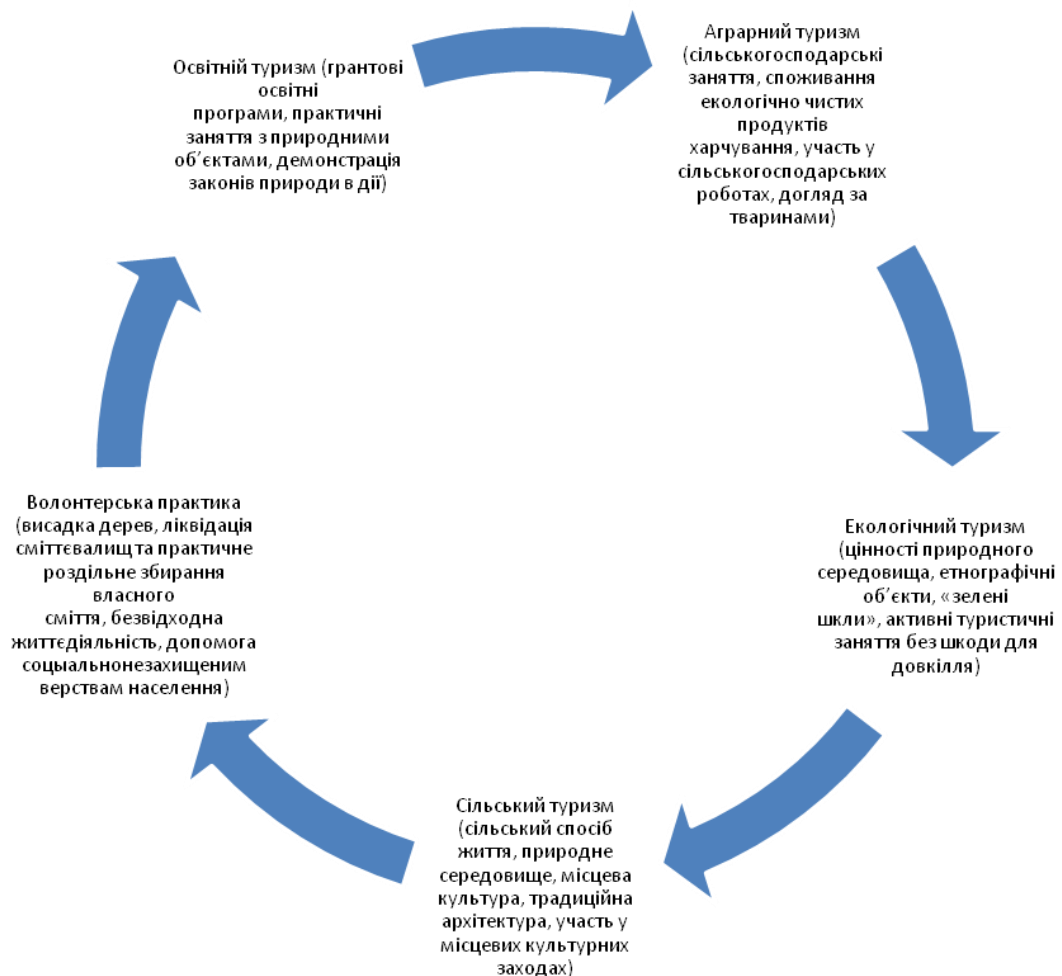 Освітній туризм (грантові
освітні
програми, практичні
заняття з природними
об’єктами, демонстрація
законів природи в дії)
Аграрний туризм
(сільськогосподарські
заняття, споживання
екологічно чистих
продуктів
харчування, участь у
сільськогосподарських
роботах, догляд за
тваринами)
Екологічний туризм
(цінності природного
середовища, етнографічні
об’єкти, «зелені
шкли», активні туристичні
заняття без шкоди для
довкілля)
Сільський туризм
(сільський спосіб
життя, природне
середовище, місцева
культура, традиційна
архітектура, участь у
місцевих культурних
заходах)
Волонтерська практика
(висадка дерев, ліквідація
сміттєвалищ та практичне
роздільне збирання
власного
сміття, безвідходна
життєдіяльність, допомога
соцыальнонезахищеним
верствам населення)